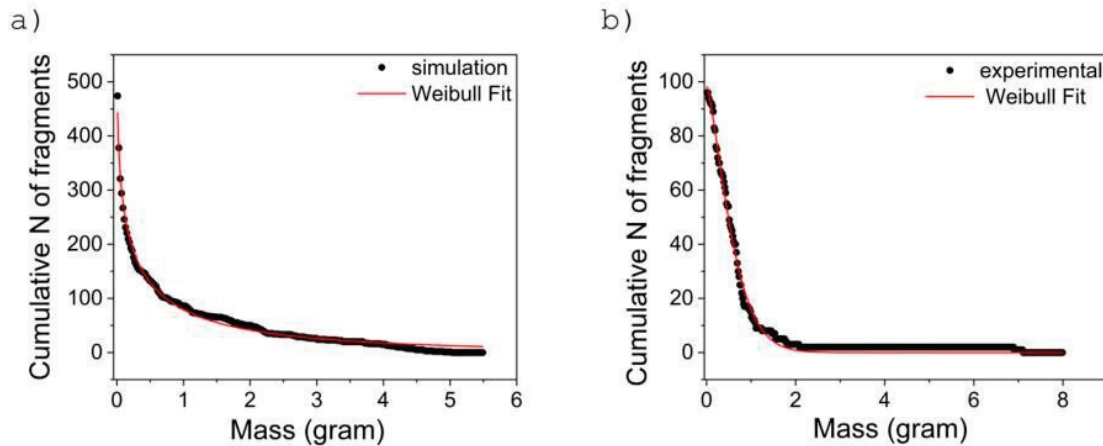 a)
500
400
300
200
100
0
Cumulative N of fragments
simulation
Weibull Fit
0 1 2 3 4 5 6
Mass (gram)
b)
100
80
60
40
20
0
Cumulative N of fragments
experimental
Weibull Fit
0 2 4 6 8
Mass (gram)